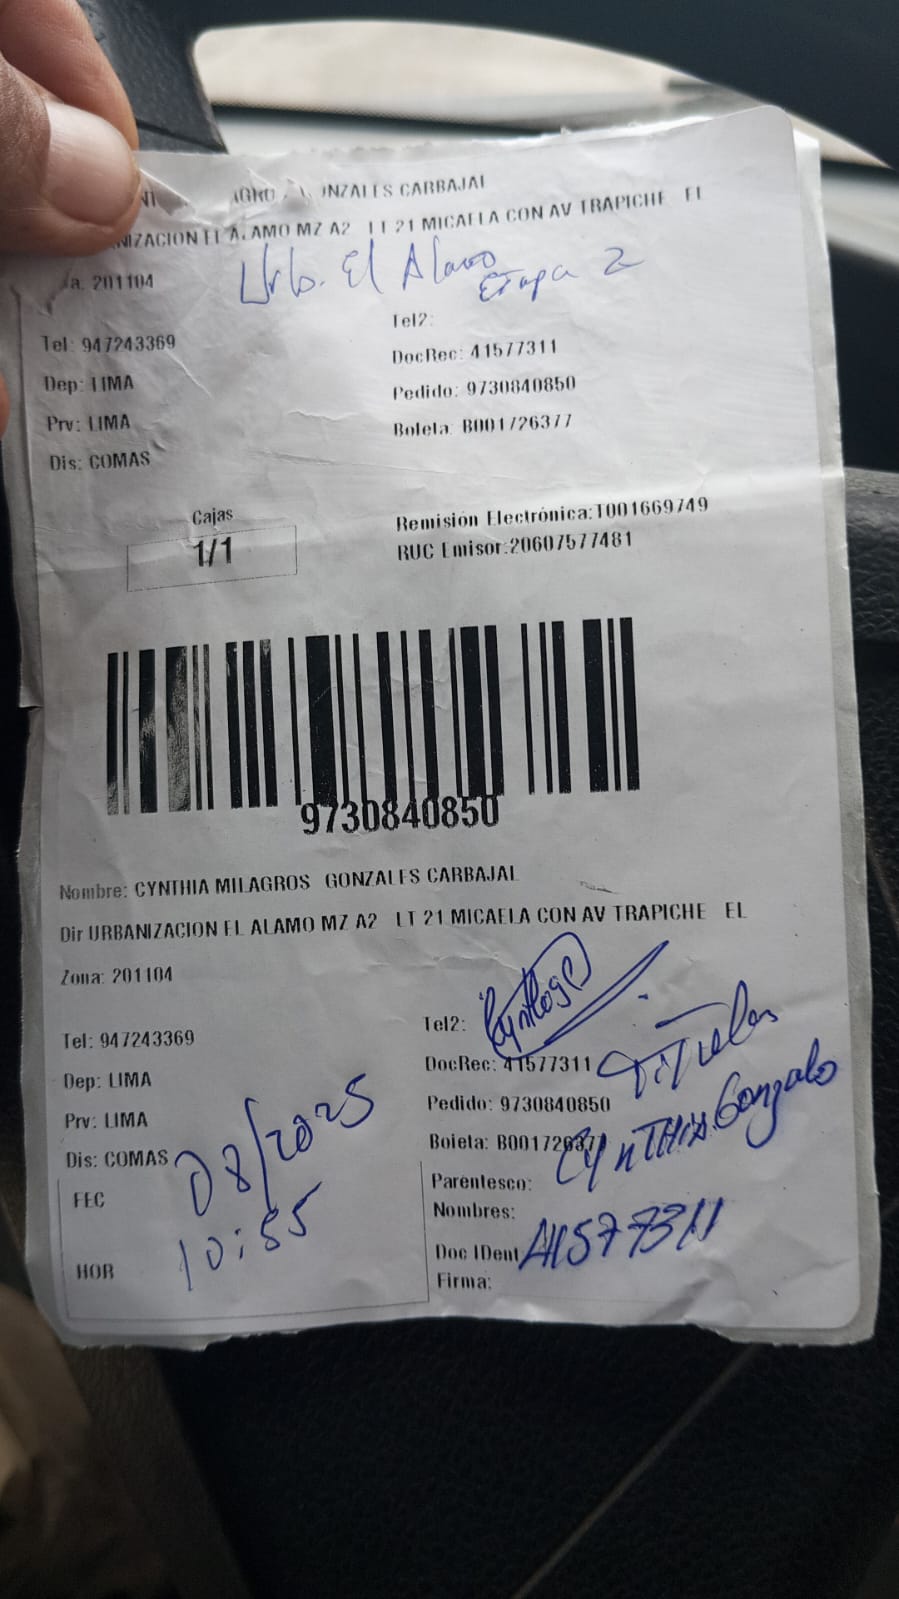 GONZALES CARBAJAL
URBANIZACION EL ALAMO MZ A2 LT 21 MICAELA CON AV TRAPICHE EL
201104
Urb. El Alamo
Etapa 2
Tel: 947243369
Tel2:
DocRec: 41577311
Dep: LIMA
Pedido: 9730840850
Prv: LIMA
Boleta: B001726377
Dis: COMAS
Cajas
1/1
Remisión Electrónica:T001669749
RUC Emisor:20607577481
9730840850
Nombre: CYNTHIA MILAGROS GONZALES CARBAJAL
Dir URBANIZACION EL ALAMO MZ A2 LT 21 MICAELA CON AV TRAPICHE EL
Zona: 201104
Tel: 947243369
Tel2:
DocRec: 41577311
Titular
Dep: LIMA
Pedido: 9730840850
Prv: LIMA
Boleta: B001726377
Cynthia Gonzales
Dis: COMAS
Parentesco:
FEC
08/2025
Nombres:
HOR
10:55
Doc IDent
41577311
Firma: